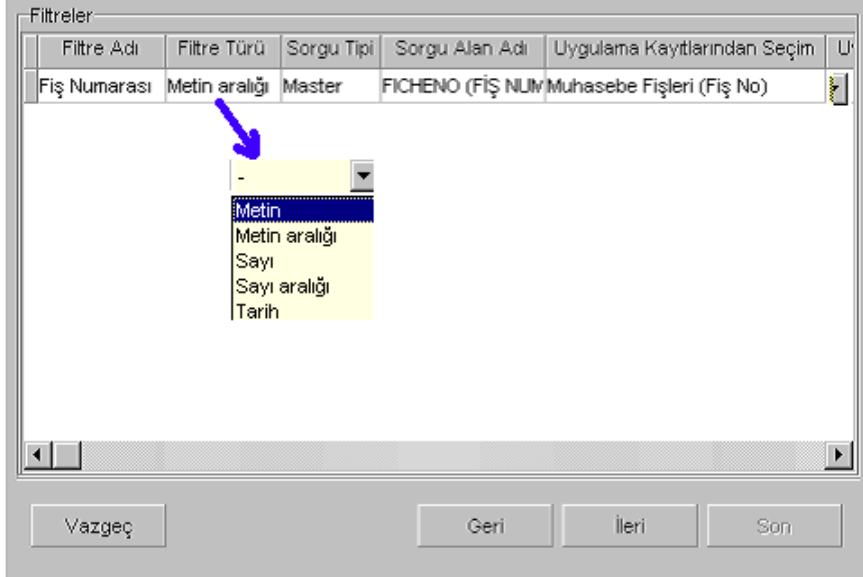 Filtreler
Filtre Adı Filtre Türü Sorgu Tipi Sorgu Alan Adı Uygulama Kayıtlarından Seçim
Fiş Numarası Metin aralığı Master FICHENO (FİŞ NUM Muhasebe Fişleri (Fiş No)
-
Metin
Metin aralığı
Sayı
Sayı aralığı
Tarih
Vazgeç Geri İleri Son